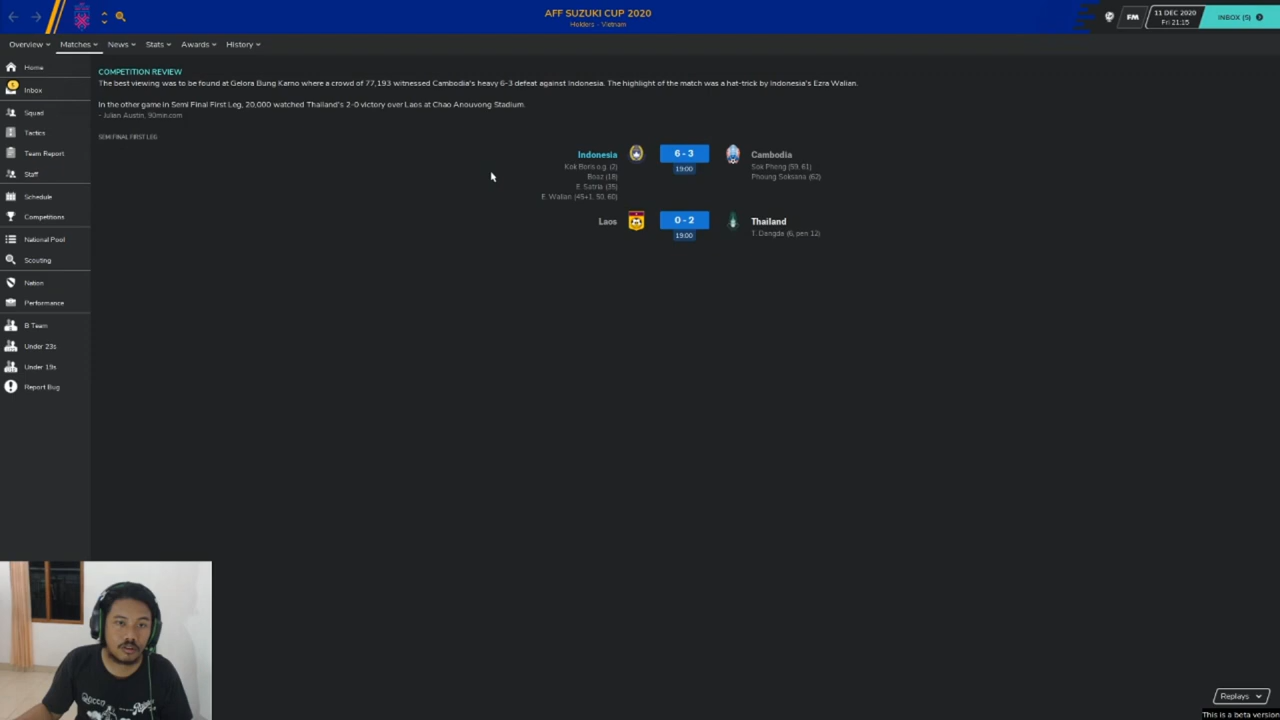 AFF SUZUKI CUP 2020
Holders - Vietnam
FM
11 DEC 2020
Fri 21:15
INBOX (5)
Overview
Matches
News
Stats
Awards
History
Home
Inbox
Squad
Tactics
Team Report
Staff
Schedule
Competitions
National Pool
Scouting
Nation
Performance
B Team
Under 23s
Under 19s
Report Bug
COMPETITION REVIEW
The best viewing was to be found at Gelora Bung Karno where a crowd of 77,193 witnessed Cambodia's heavy 6-3 defeat against Indonesia. The highlight of the match was a hat-trick by Indonesia's Ezra Walian.
In the other game in Semi Final First Leg, 20,000 watched Thailand's 2-0 victory over Laos at Chao Anouvong Stadium.
- Julian Austin, 90min.com
SEMI FINAL FIRST LEG
Indonesia 6 - 3 Cambodia
19:00
Kok Boris o.g. (2)
Boaz (18)
E. Satria (35)
E. Walian (45+1, 50, 60)
Sok Pheng (59, 61)
Phoung Soksana (62)
Laos 0 - 2 Thailand
19:00
T. Dangda (6, pen 12)
Replays
This is a beta version